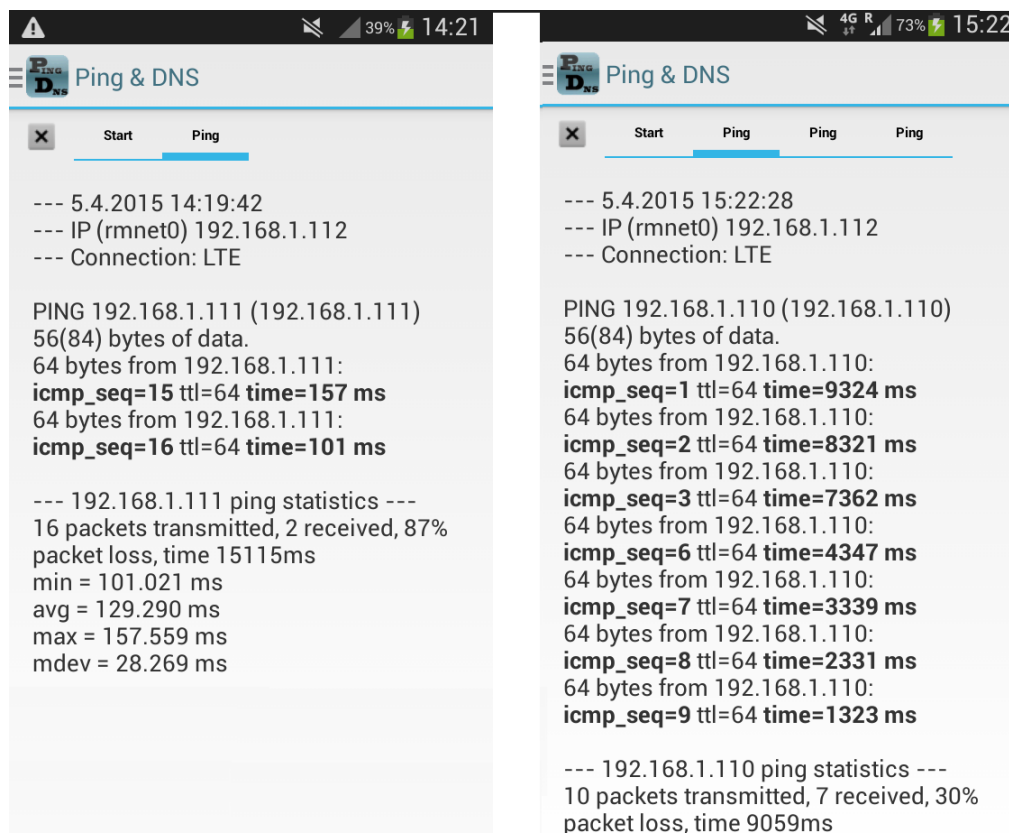 39% 14:21
Ping & DNS
Start Ping
--- 5.4.2015 14:19:42
--- IP (rmnet0) 192.168.1.112
--- Connection: LTE
PING 192.168.1.111 (192.168.1.111)
56(84) bytes of data.
64 bytes from 192.168.1.111:
icmp_seq=15 ttl=64 time=157 ms
64 bytes from 192.168.1.111:
icmp_seq=16 ttl=64 time=101 ms
--- 192.168.1.111 ping statistics ---
16 packets transmitted, 2 received, 87%
packet loss, time 15115ms
min = 101.021 ms
avg = 129.290 ms
max = 157.559 ms
mdev = 28.269 ms
4G R 73% 15:22
PING DNS Ping & DNS
Start Ping Ping Ping
--- 5.4.2015 15:22:28
--- IP (rmnet0) 192.168.1.112
--- Connection: LTE
PING 192.168.1.110 (192.168.1.110)
56(84) bytes of data.
64 bytes from 192.168.1.110:
icmp_seq=1 ttl=64 time=9324 ms
64 bytes from 192.168.1.110:
icmp_seq=2 ttl=64 time=8321 ms
64 bytes from 192.168.1.110:
icmp_seq=3 ttl=64 time=7362 ms
64 bytes from 192.168.1.110:
icmp_seq=6 ttl=64 time=4347 ms
64 bytes from 192.168.1.110:
icmp_seq=7 ttl=64 time=3339 ms
64 bytes from 192.168.1.110:
icmp_seq=8 ttl=64 time=2331 ms
64 bytes from 192.168.1.110:
icmp_seq=9 ttl=64 time=1323 ms
--- 192.168.1.110 ping statistics ---
10 packets transmitted, 7 received, 30%
packet loss, time 9059ms